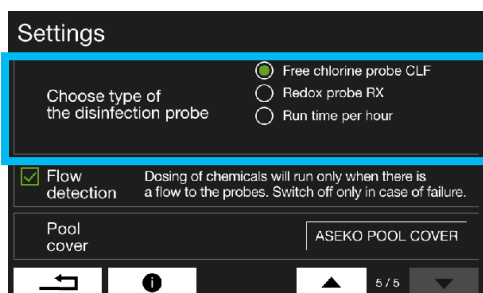 Settings
Choose type of
the disinfection probe
Free chlorine probe CLF
Redox probe RX
Run time per hour
Flow
detection
Dosing of chemicals will run only when there is
a flow to the probes. Switch off only in case of failure.
Pool
cover
ASEKO POOL COVER
5/5